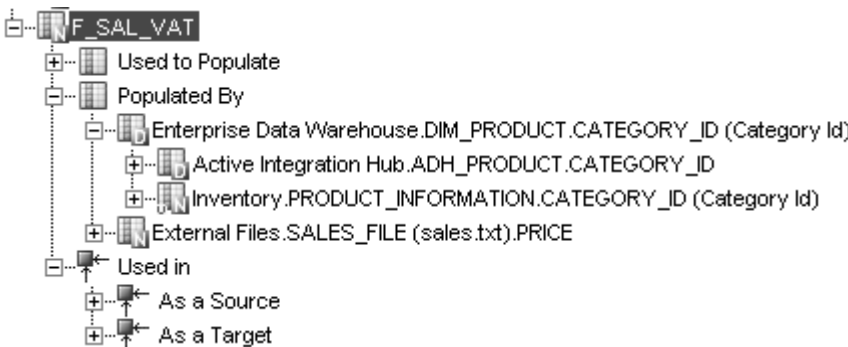 F_SAL_VAT
Used to Populate
Populated By
Enterprise Data Warehouse.DIM_PRODUCT.CATEGORY_ID (Category Id)
Active Integration Hub.ADH_PRODUCT.CATEGORY_ID
Inventory.PRODUCT_INFORMATION.CATEGORY_ID (Category Id)
External Files.SALES_FILE (sales.txt).PRICE
Used in
As a Source
As a Target